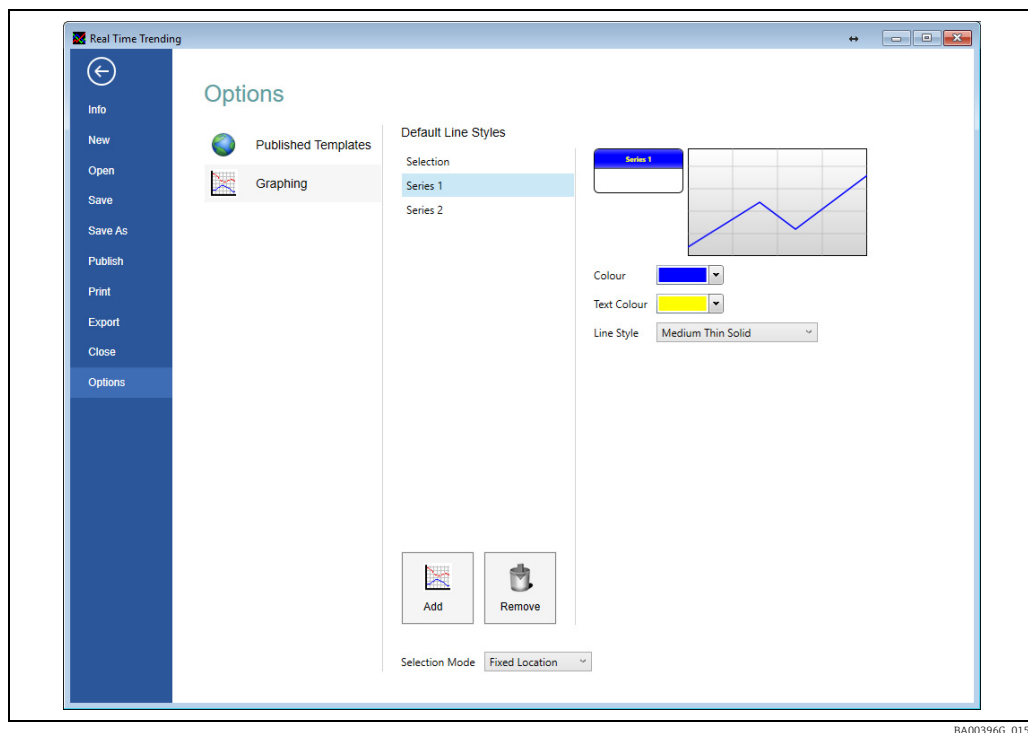 Real Time Trending
Info
New
Open
Save
Save As
Publish
Print
Export
Close
Options
Options
Published Templates
Graphing
Default Line Styles
Selection
Series 1
Series 2
Add
Remove
Selection Mode Fixed Location
Series 1
Colour
Text Colour
Line Style Medium Thin Solid
BA00396G_015